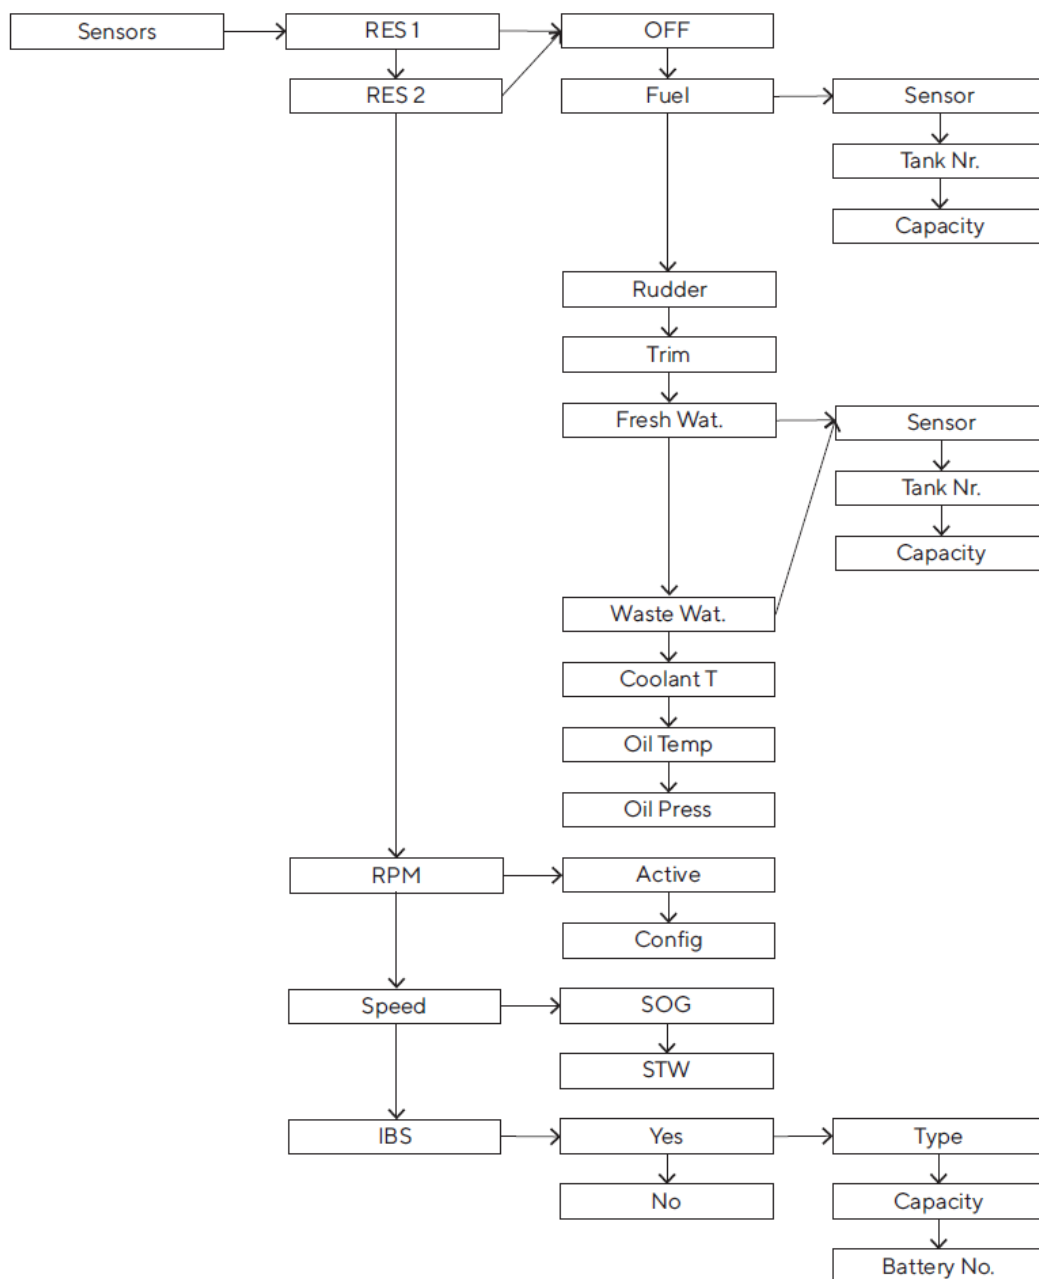 Sensors
RES 1
OFF
RES 2
Fuel
Sensor
Tank Nr.
Capacity
Rudder
Trim
Fresh Wat.
Sensor
Tank Nr.
Capacity
Waste Wat.
Coolant T
Oil Temp
Oil Press
RPM
Active
Config
Speed
SOG
STW
IBS
Yes
Type
No
Capacity
Battery No.